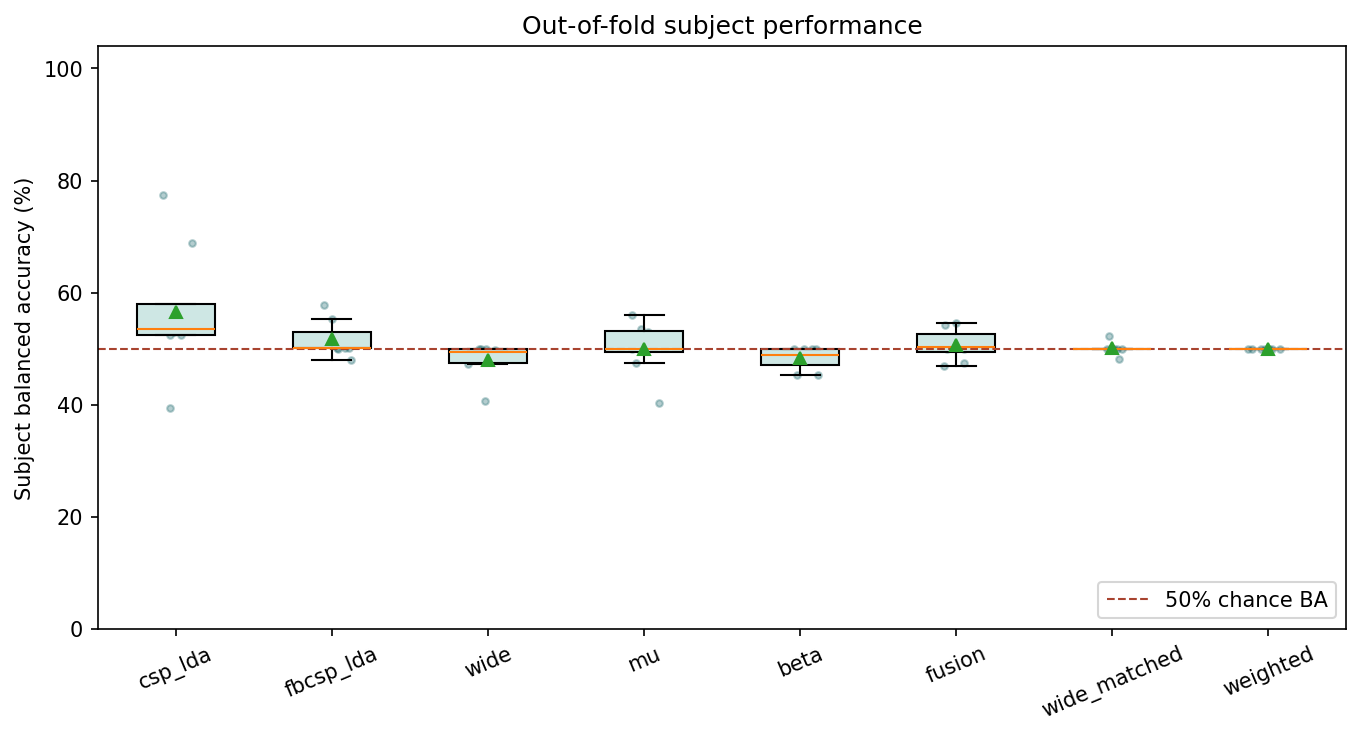 Out-of-fold subject performance
Subject balanced accuracy (%)
100
80
60
40
20
0
50% chance BA
csp_lda
fbcsp_lda
wide
mu
beta
fusion
wide_matched
weighted